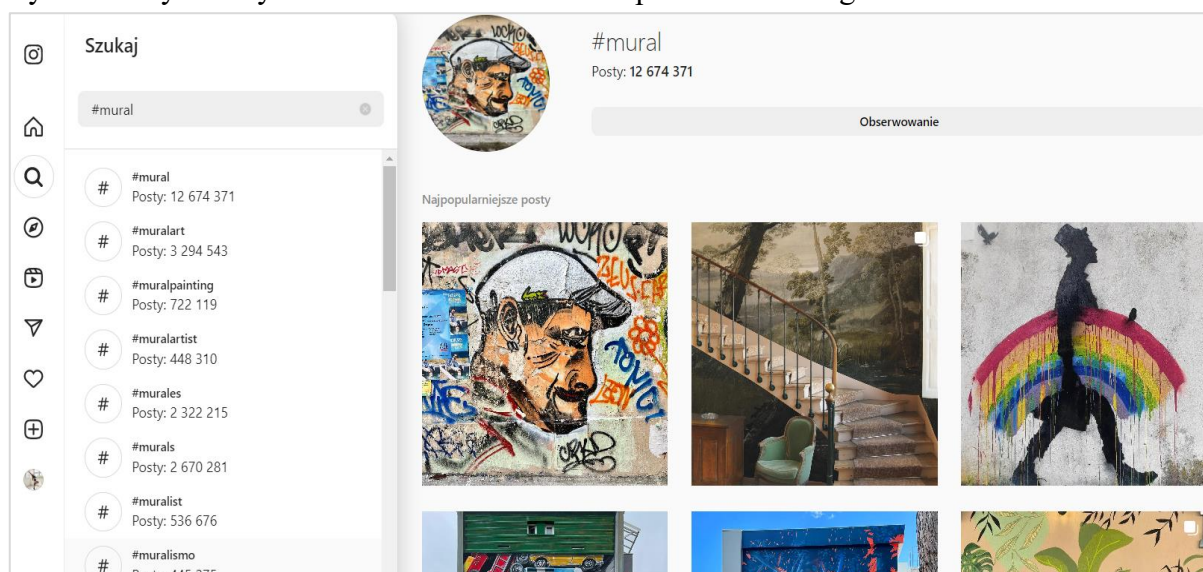 Szukaj
#mural
#mural
Posty: 12 674 371
#muralart
Posty: 3 294 543
#muralpainting
Posty: 722 119
#muralartist
Posty: 448 310
#murales
Posty: 2 322 215
#murals
Posty: 2 670 281
#muralist
Posty: 536 676
#muralismo
#mural
Posty: 12 674 371
Obserwowanie
Najpopularniejsze posty